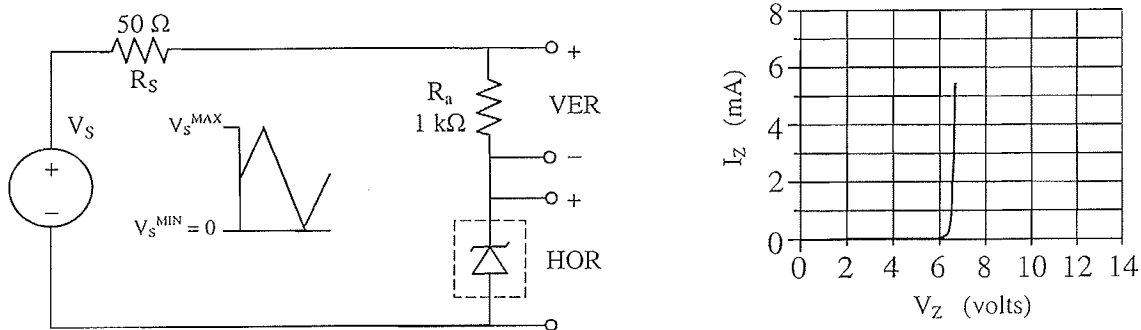 50 Ω
R_S
V_S
+
−
V_S^MAX
V_S^MIN = 0
R_a
1 kΩ
+
VER
−
+
HOR
8
6
4
2
0
I_Z (mA)
0 2 4 6 8 10 12 14
V_Z (volts)